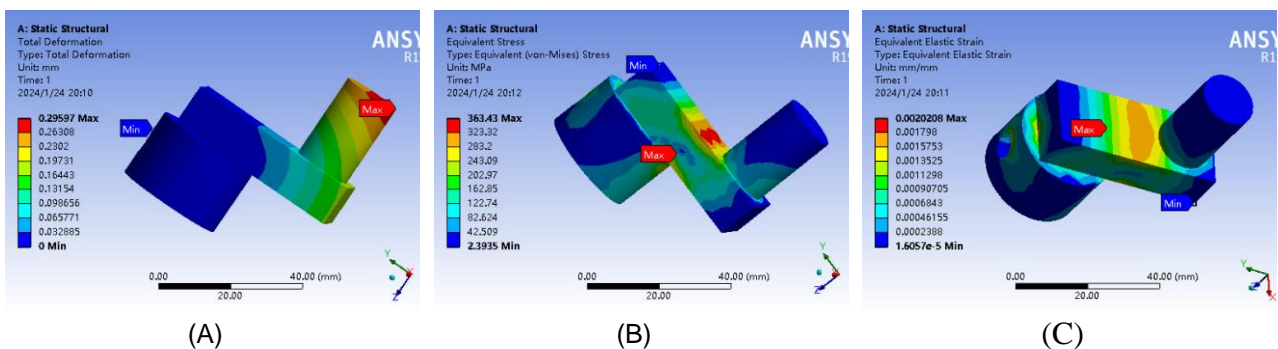 A: Static Structural
Total Deformation
Type: Total Deformation
Unit: mm
Time: 1
2024/1/24 20:10
ANSY
R1
0.29597 Max
0.26308
0.2302
0.19731
0.16443
0.13154
0.098656
0.065771
0.032885
0 Min
Min
Max
0.00
40.00 (mm)
20.00
Y
X
Z
(A)
A: Static Structural
Equivalent Stress
Type: Equivalent (von-Mises) Stress
Unit: MPa
Time: 1
2024/1/24 20:12
ANSY
R19
363.43 Max
323.32
283.2
243.09
202.97
162.85
122.74
82.624
42.509
2.3935 Min
Min
Max
0.00
40.00 (mm)
20.00
Y
Z
(B)
A: Static Structural
Equivalent Elastic Strain
Type: Equivalent Elastic Strain
Unit: mm/mm
Time: 1
2024/1/24 20:11
ANSY
R19
0.0020208 Max
0.001798
0.0015753
0.0013525
0.0011298
0.00090705
0.0006843
0.00046155
0.0002388
1.6057e-5 Min
Max
Min
0.00
40.00 (mm)
20.00
Y
Z
X
(C)